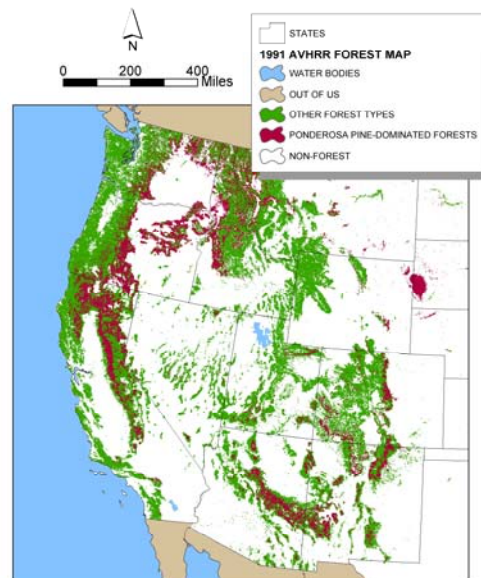 N
0 200 400
Miles
STATES
1991 AVHRR FOREST MAP
WATER BODIES
OUT OF US
OTHER FOREST TYPES
PONDEROSA PINE-DOMINATED FORESTS
NON-FOREST